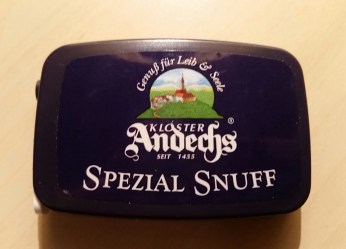 Genuß für Leib & Seele
KLOSTER
Andechs
®
SEIT 1455
SPEZIAL SNUFF